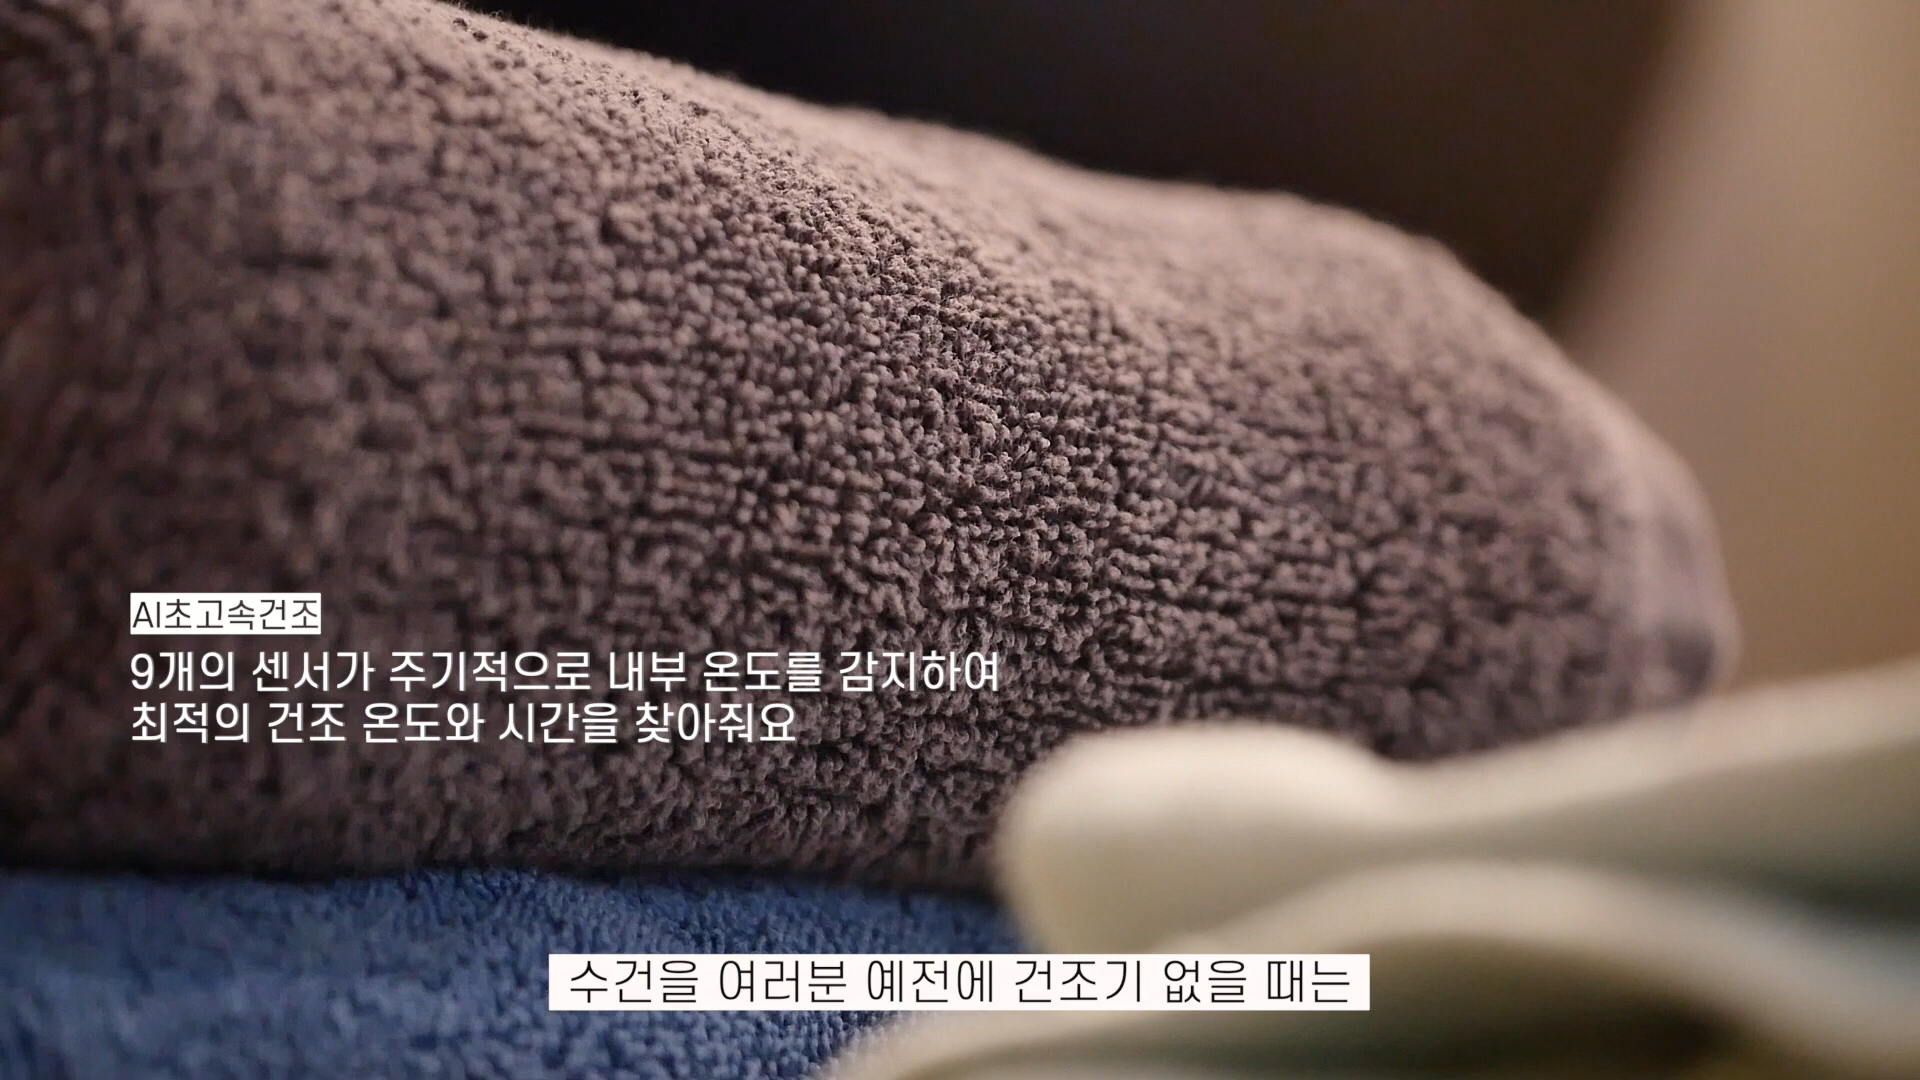 AI초고속건조
9개의 센서가 주기적으로 내부 온도를 감지하여
최적의 건조 온도와 시간을 찾아줘요
수건을 여러분 예전에 건조기 없을 때는